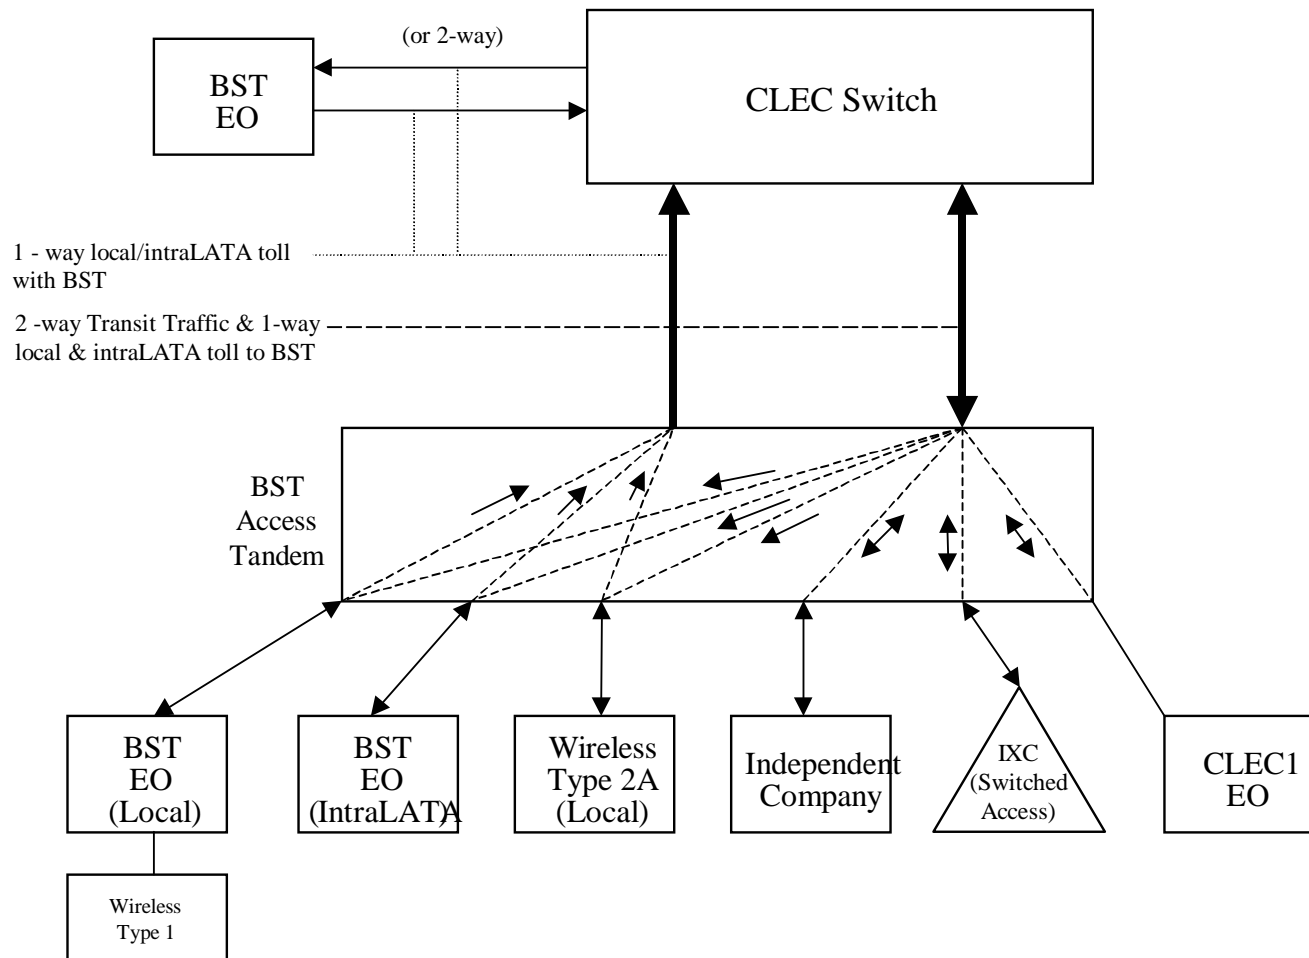 (or 2-way)
BST
EO
CLEC Switch
1 - way local/intraLATA toll
with BST
2 -way Transit Traffic & 1-way
local & intraLATA toll to BST
BST
Access
Tandem
BST
EO
(Local)
BST
EO
(IntraLATA)
Wireless
Type 2A
(Local)
Independent
Company
IXC
(Switched
Access)
CLEC1
EO
Wireless
Type 1